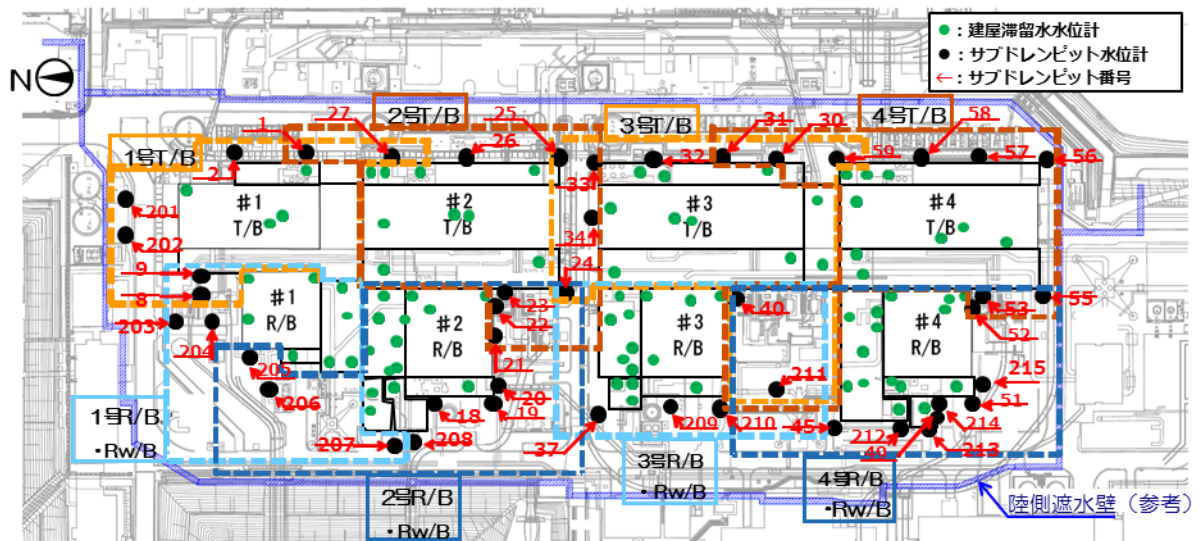 ●：建屋滞留水水位計
●：サブドレンピット水位計
←：サブドレンピット番号
N
1号T/B
2号T/B
3号T/B
4号T/B
1
27
25
26
31
30
58
2
32
59
57
56
33
201
202
34
#1
T/B
#2
T/B
#3
T/B
#4
T/B
9
8
24
23
22
40
53
55
52
203
204
#1
R/B
#2
R/B
#3
R/B
#4
R/B
21
205
206
20
211
215
51
18
19
207
208
37
209
210
45
212
49
214
213
1号R/B
・Rw/B
2号R/B
・Rw/B
3号R/B
・Rw/B
4号R/B
・Rw/B
陸側遮水壁（参考）